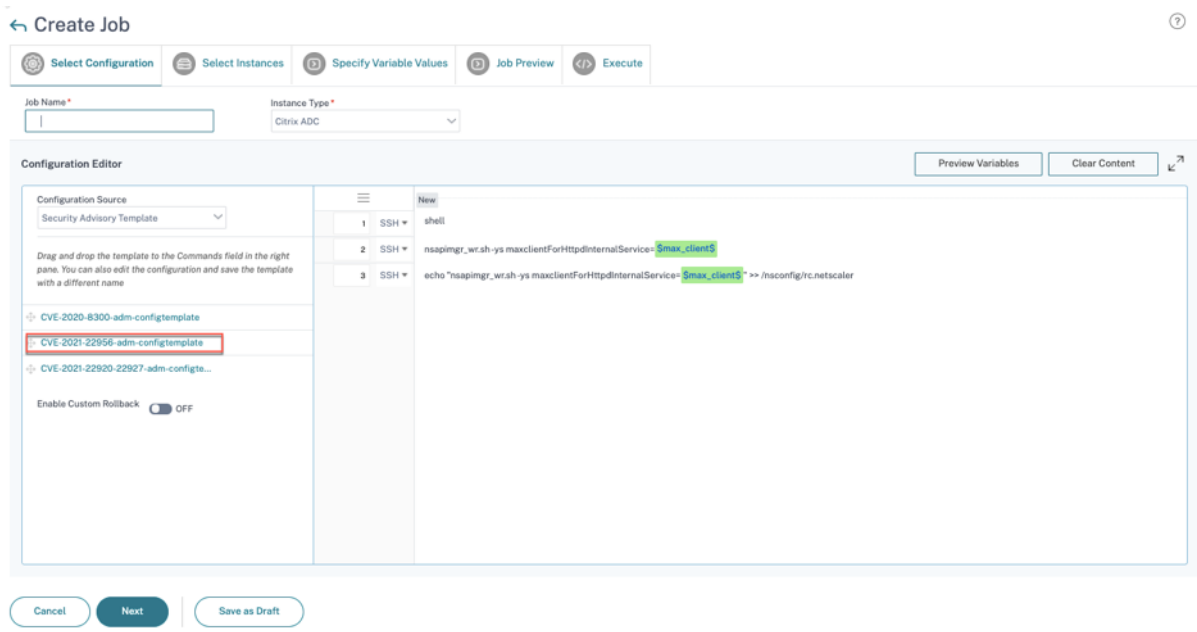 Create Job
?
Select Configuration
Select Instances
Specify Variable Values
Job Preview
</> Execute
Job Name*
Instance Type*
Citrix ADC
Configuration Editor
Preview Variables
Clear Content
Configuration Source
Security Advisory Template
Drag and drop the template to the Commands field in the right
pane. You can also edit the configuration and save the template
with a different name
CVE-2020-8300-adm-configtemplate
CVE-2021-22956-adm-configtemplate
CVE-2021-22920-22927-adm-configte...
Enable Custom Rollback OFF
New
1 SSH shell
2 SSH nsapimgr_wr.sh -ys maxclientForHttpdInternalService= $max_client$
3 SSH echo "nsapimgr_wr.sh -ys maxclientForHttpdInternalService= $max_client$ " >> /nsconfig/rc.netscaler
Cancel
Next
Save as Draft